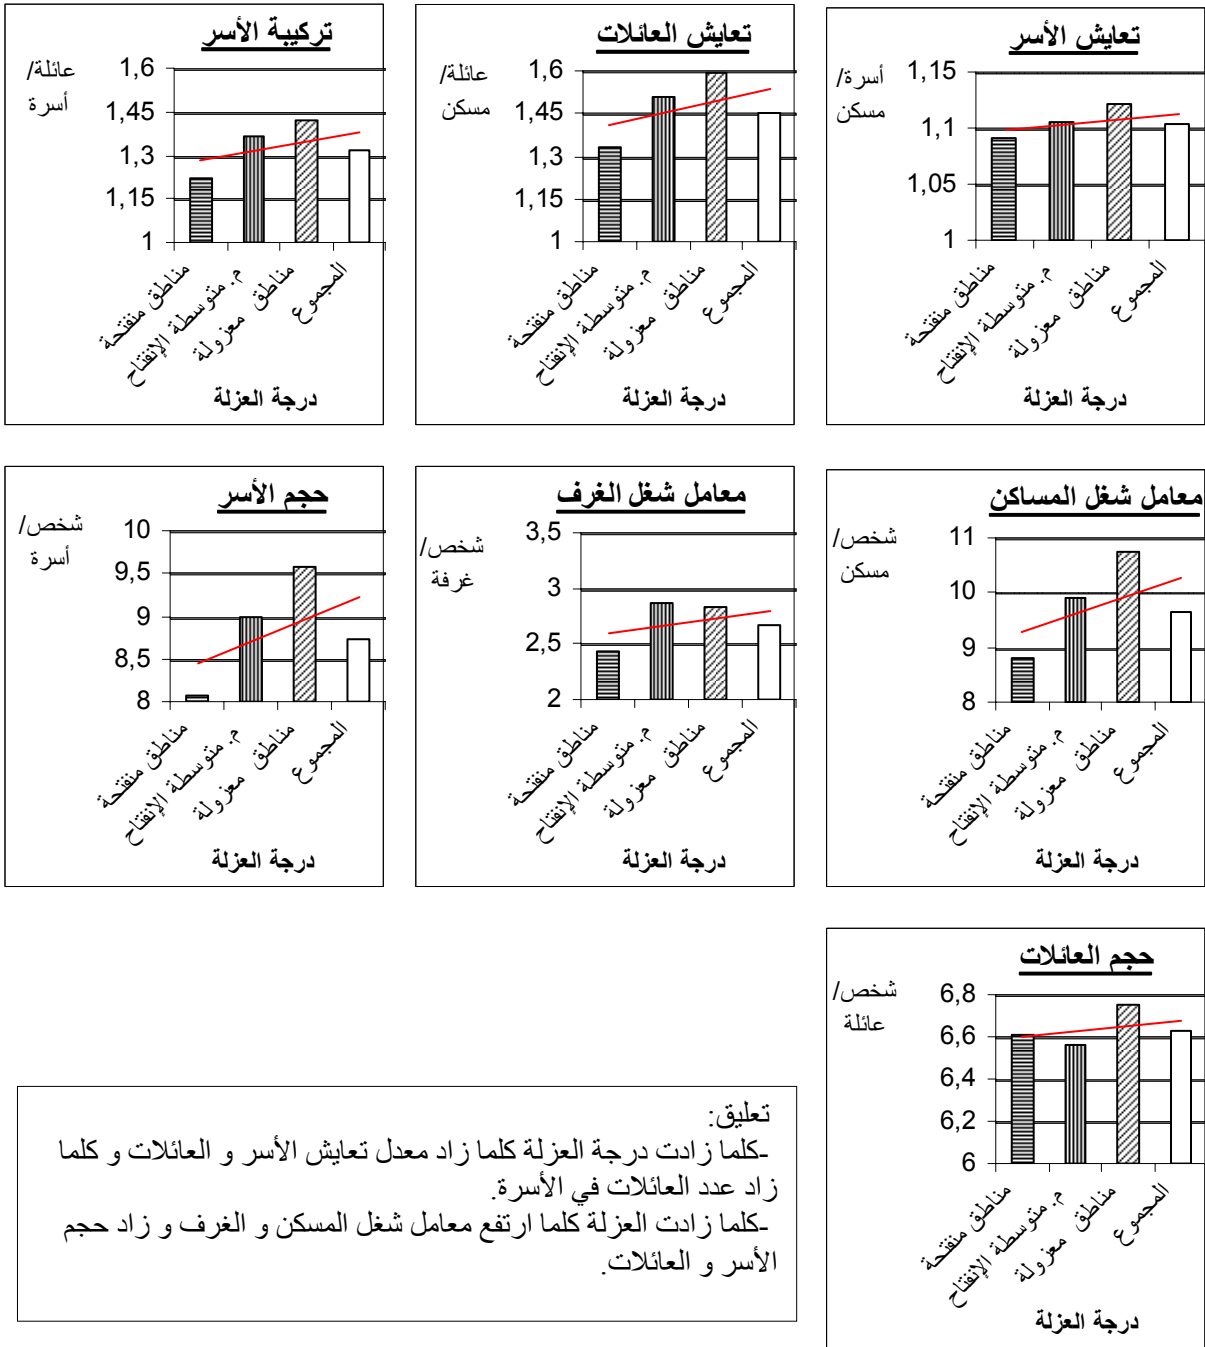 تعايش الأسر
أسرة/
مسكن
1,15
1,1
1,05
1
مناطق منفتحة
م. متوسطة الإنفتاح
مناطق معزولة
المجموع
درجة العزلة
تعايش العائلات
عائلة/
مسكن
1,6
1,45
1,3
1,15
1
مناطق منفتحة
م. متوسطة الإنفتاح
مناطق معزولة
المجموع
درجة العزلة
تركيبة الأسر
عائلة/
أسرة
1,6
1,45
1,3
1,15
1
مناطق منفتحة
م. متوسطة الإنفتاح
مناطق معزولة
المجموع
درجة العزلة
معامل شغل المساكن
شخص/
مسكن
11
10
9
8
مناطق منفتحة
م. متوسطة الإنفتاح
مناطق معزولة
المجموع
درجة العزلة
معامل شغل الغرف
شخص/
غرفة
3,5
3
2,5
2
مناطق منفتحة
م. متوسطة الإنفتاح
مناطق معزولة
المجموع
درجة العزلة
حجم الأسر
شخص/
أسرة
10
9,5
9
8,5
8
مناطق منفتحة
م. متوسطة الإنفتاح
مناطق معزولة
المجموع
درجة العزلة
حجم العائلات
شخص/
عائلة
6,8
6,6
6,4
6,2
6
مناطق منفتحة
م. متوسطة الإنفتاح
مناطق معزولة
المجموع
درجة العزلة
تعليق:
-كلما زادت درجة العزلة كلما زاد معدل تعايش الأسر و العائلات و كلما
زاد عدد العائلات في الأسرة.
-كلما زادت العزلة كلما ارتفع معامل شغل المسكن و الغرف و زاد حجم
الأسر و العائلات.